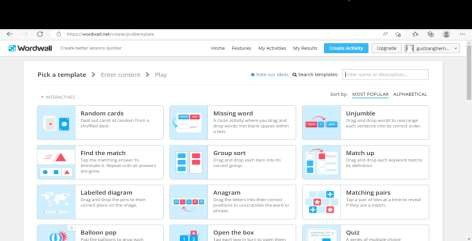 https://wordwall.net/create/picktemplate
Wordwall
Create better lessons quicker
Home Features My Activities My Results Create Activity Upgrade
Pick a template > Enter content > Play
Search templates: Enter name or description...
INTERACTIVES
Sort by: MOST POPULAR ALPHABETICAL
Random cards
Deal out cards at random from a
shuffled deck.
Missing word
A cloze activity where you drag and
drop words into blank spaces within
a text.
Unjumble
Drag and drop words to rearrange
each sentence into its correct order.
Find the match
Tap the matching answer to
eliminate it. Repeat until all answers
are gone.
Group sort
Drag and drop each item into its
correct group.
Match up
Drag and drop each keyword next to
its definition.
Labelled diagram
Drag and drop the pins to their
correct place on the image.
Anagram
Drag the letters into their correct
positions to unscramble the word or
phrase.
Matching pairs
Tap a pair of tiles at a time to reveal
if they are a match.
Balloon pop
Pop the balloons to drop each
Open the box
Tap each box in turn to open them
Quiz
A series of multiple choice